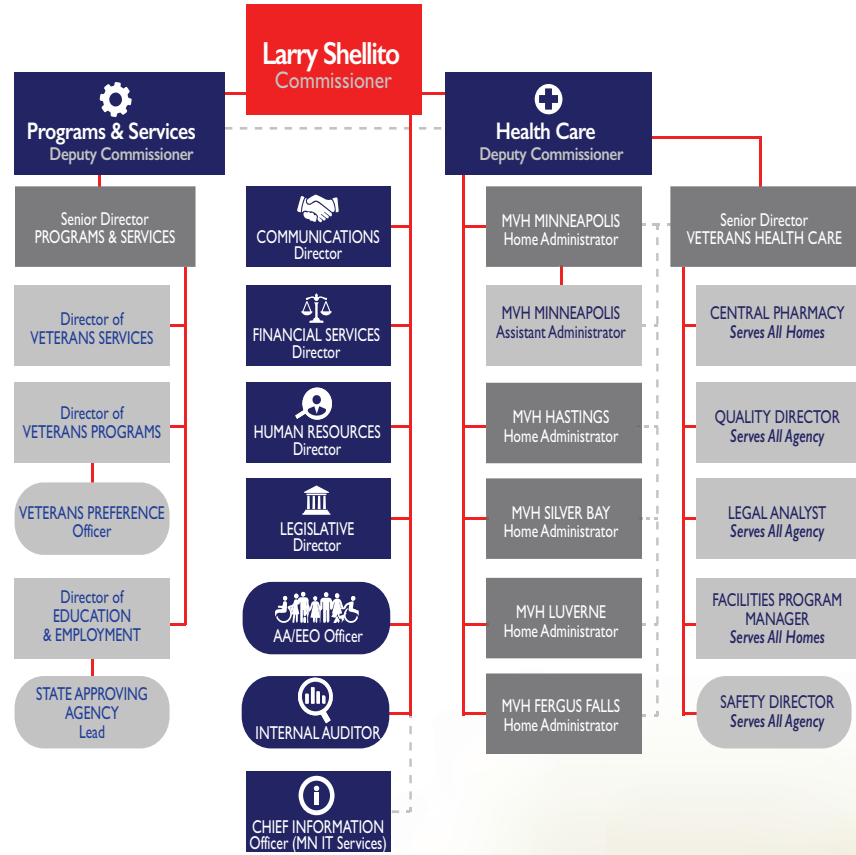 Larry Shellito
Commissioner
Programs & Services
Deputy Commissioner
Health Care
Deputy Commissioner
Senior Director
PROGRAMS & SERVICES
Director of
VETERANS SERVICES
Director of
VETERANS PROGRAMS
VETERANS PREFERENCE
Officer
Director of
EDUCATION
& EMPLOYMENT
STATE APPROVING
AGENCY
Lead
COMMUNICATIONS
Director
FINANCIAL SERVICES
Director
HUMAN RESOURCES
Director
LEGISLATIVE
Director
AA/EEO Officer
INTERNAL AUDITOR
CHIEF INFORMATION
Officer (MN IT Services)
MVH MINNEAPOLIS
Home Administrator
MVH MINNEAPOLIS
Assistant Administrator
MVH HASTINGS
Home Administrator
MVH SILVER BAY
Home Administrator
MVH LUVERNE
Home Administrator
MVH FERGUS FALLS
Home Administrator
Senior Director
VETERANS HEALTH CARE
CENTRAL PHARMACY
Serves All Homes
QUALITY DIRECTOR
Serves All Agency
LEGAL ANALYST
Serves All Agency
FACILITIES PROGRAM
MANAGER
Serves All Homes
SAFETY DIRECTOR
Serves All Agency